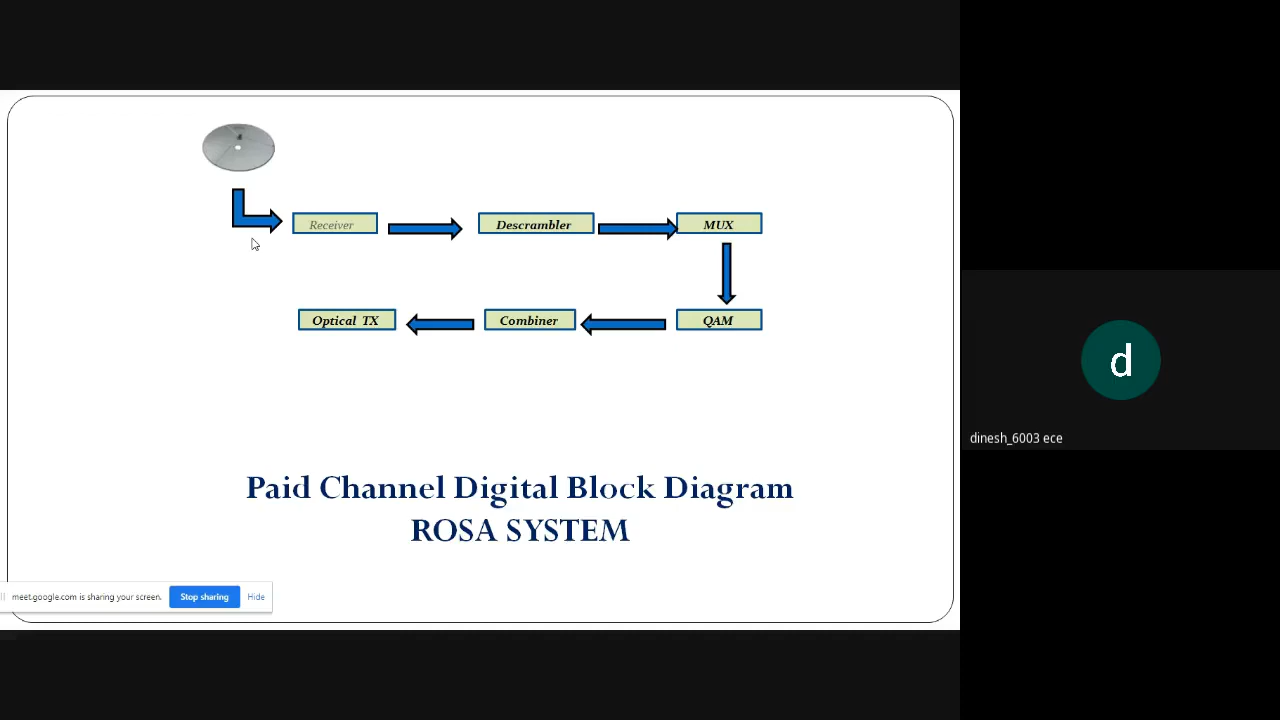 Receiver
Descrambler
MUX
Optical TX
Combiner
QAM
Paid Channel Digital Block Diagram
ROSA SYSTEM
meet.google.com is sharing your screen.
Stop sharing
Hide
d
dinesh_6003 ece